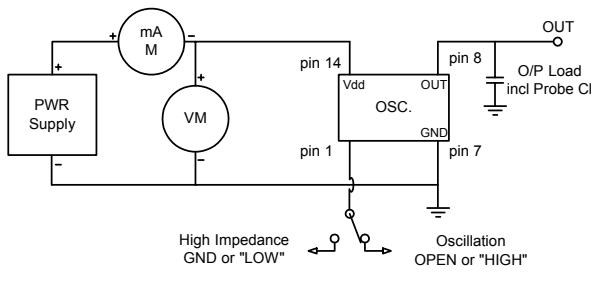 mA
M
+
−
OUT
pin 14
pin 8
+
+
Vdd
OUT
O/P Load
incl Probe Cl
PWR
Supply
VM
OSC.
GND
−
−
pin 1
pin 7
High Impedance
GND or "LOW"
Oscillation
OPEN or "HIGH"